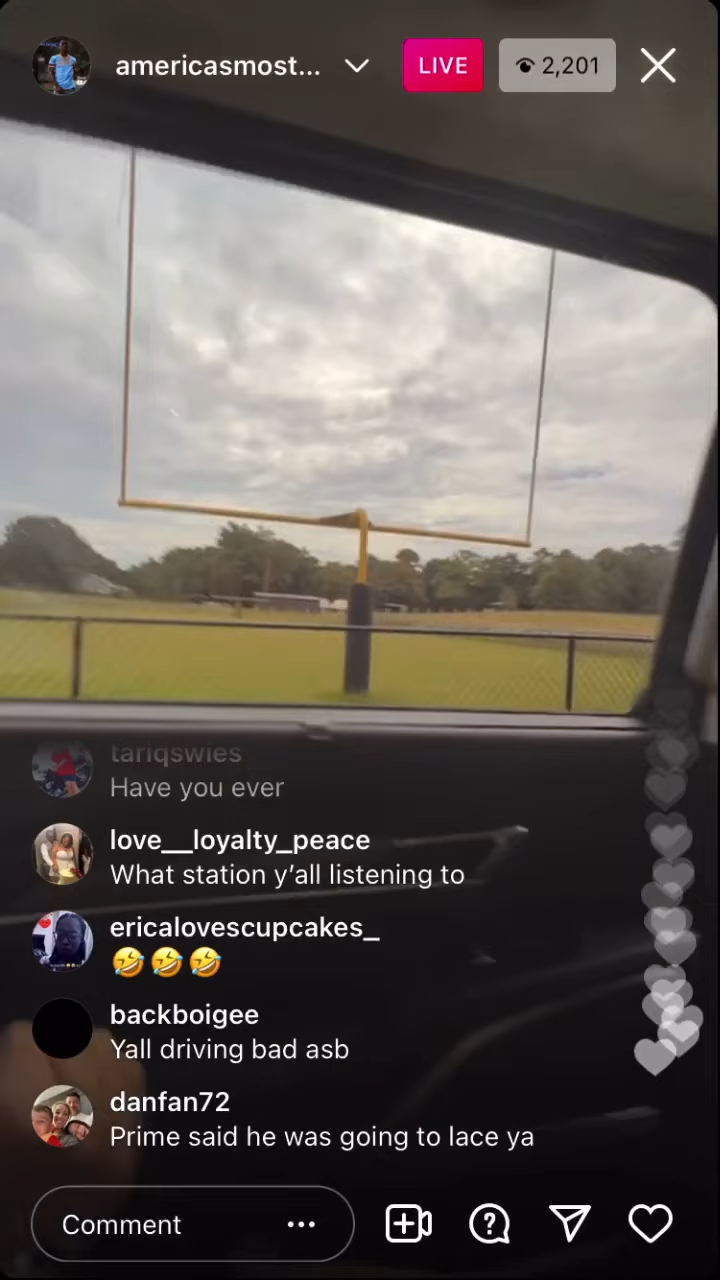 americasmost...
LIVE
2,201
tariqswies
Have you ever
love__loyalty_peace
What station y’all listening to
ericalovescupcakes_
🤣🤣🤣
backboigee
Yall driving bad asb
danfan72
Prime said he was going to lace ya
Comment